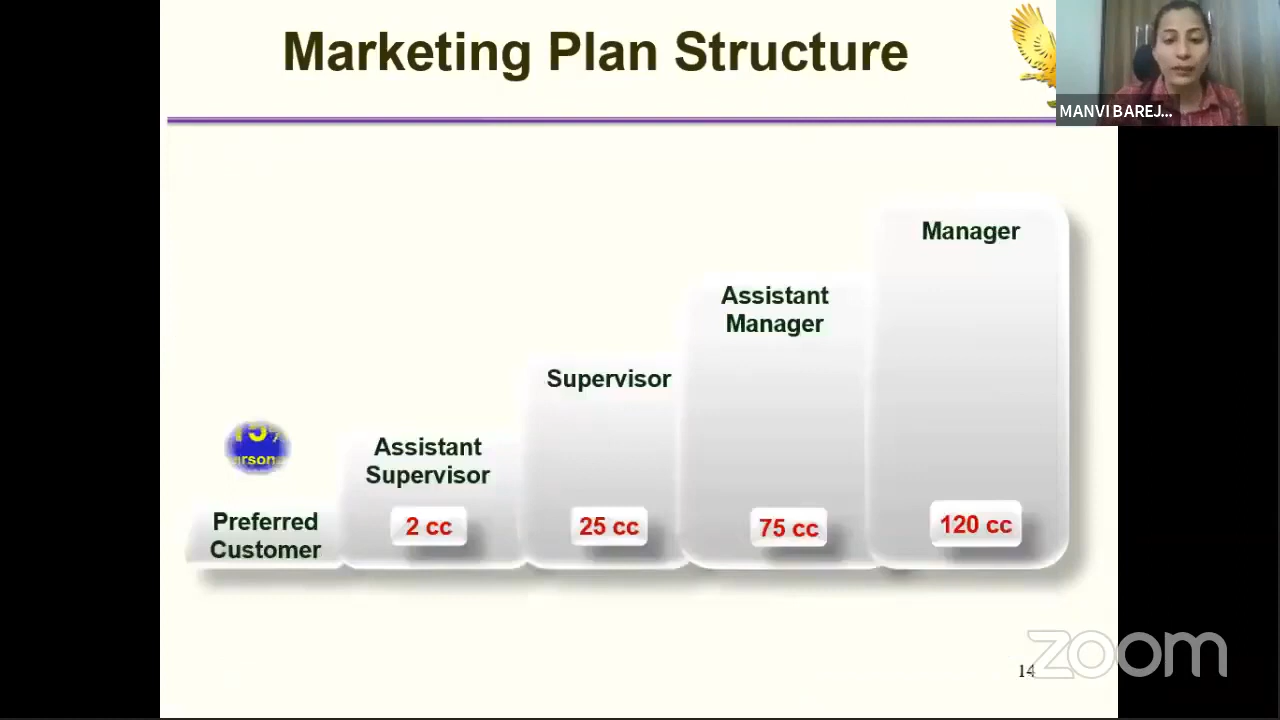 Marketing Plan Structure
MANVI BAREJ...
Manager
Assistant
Manager
Supervisor
Assistant
Supervisor
Preferred
Customer
2 cc
25 cc
75 cc
120 cc
14
zoom